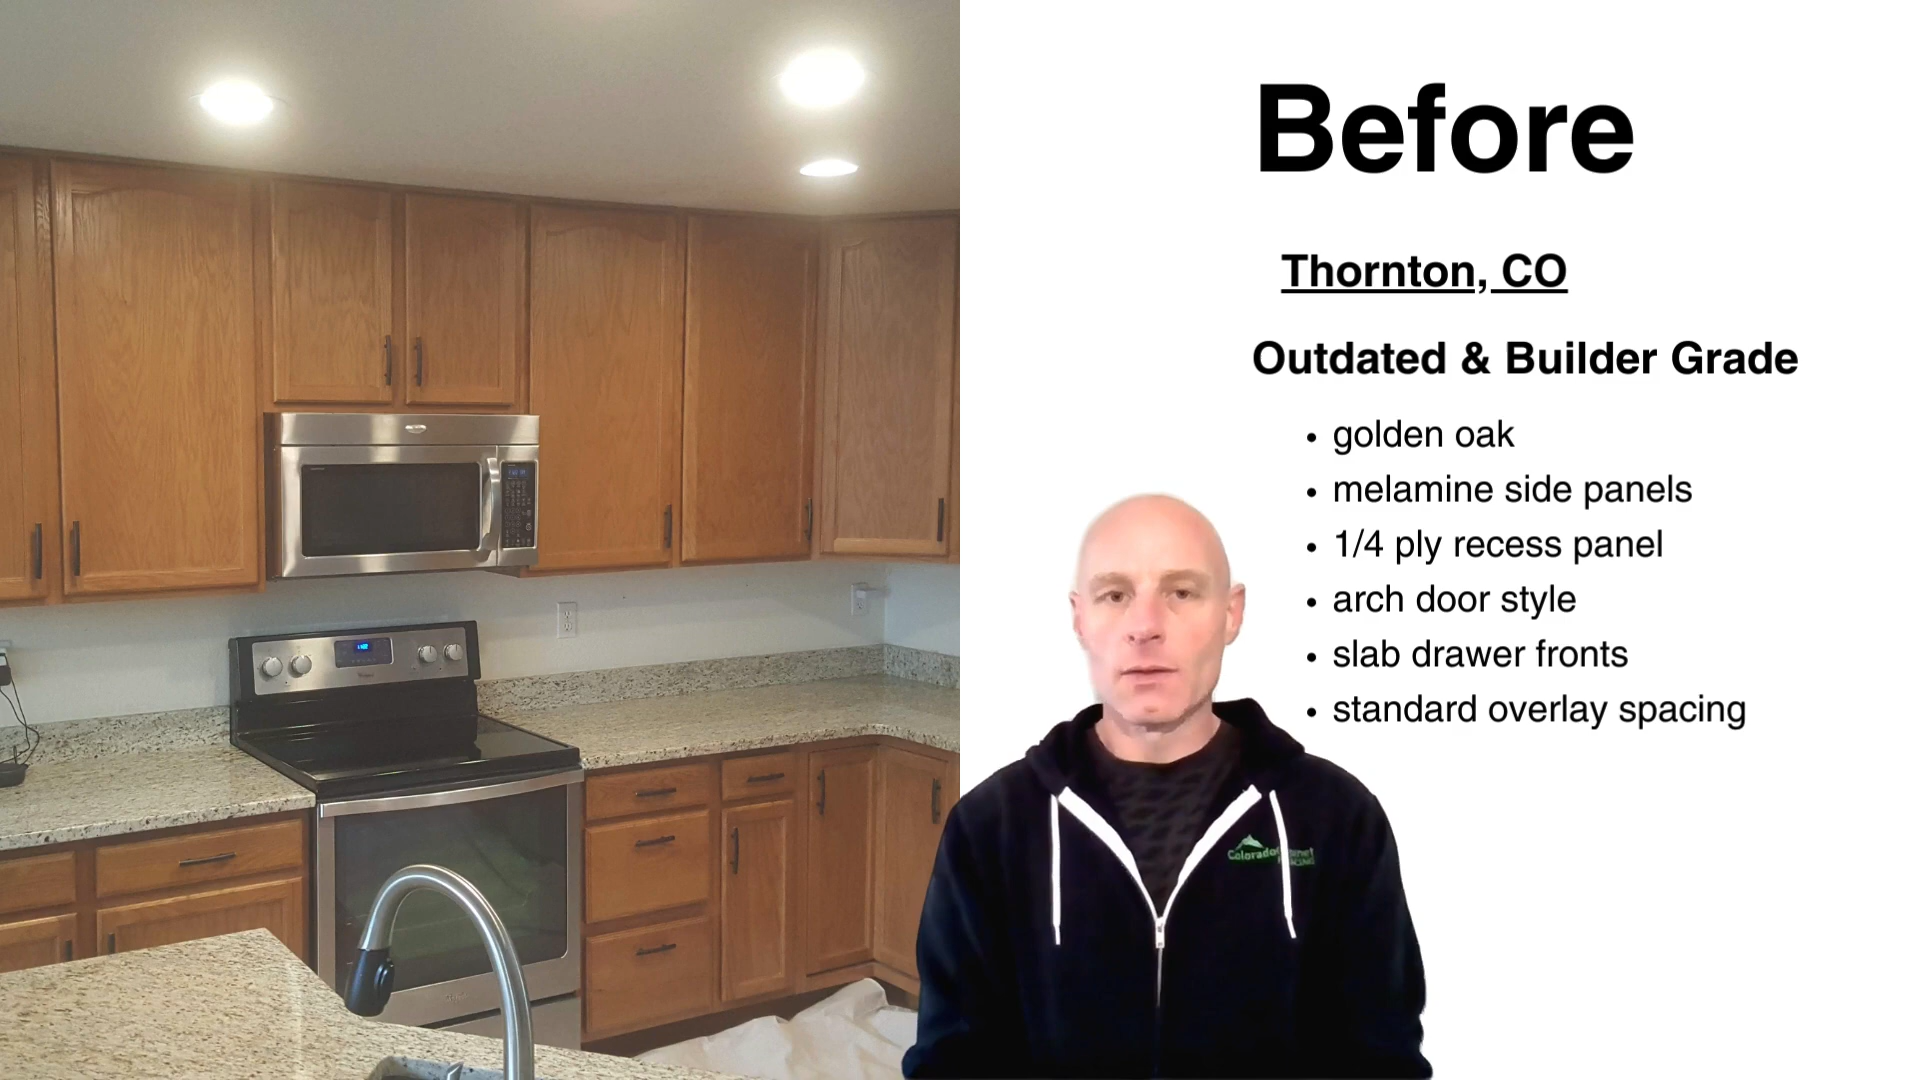 Before
Thornton, CO
Outdated & Builder Grade
• golden oak
• melamine side panels
• 1/4 ply recess panel
• arch door style
• slab drawer fronts
• standard overlay spacing
Colorado